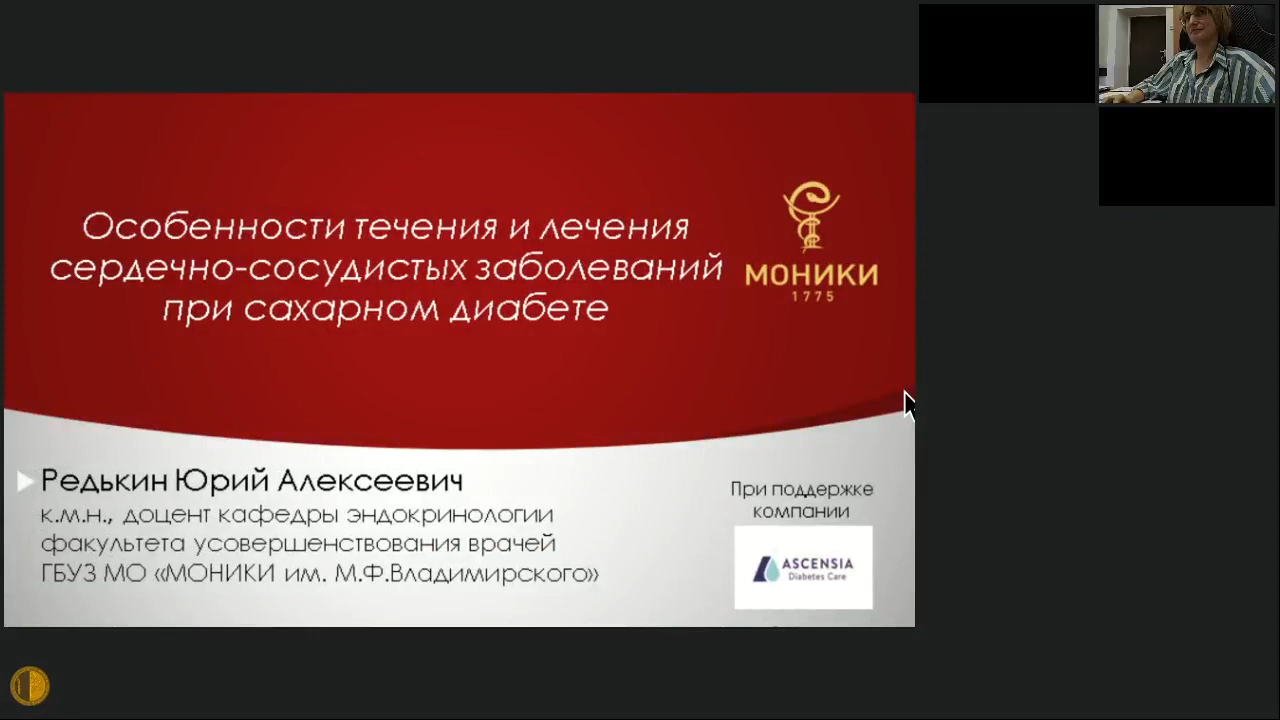 Особенности течения и лечения
сердечно-сосудистых заболеваний
при сахарном диабете
МОНИКИ
1775
Редькин Юрий Алексеевич
к.м.н., доцент кафедры эндокринологии
факультета усовершенствования врачей
ГБУЗ МО «МОНИКИ им. М.Ф.Владимирского»
При поддержке
компании
ASCENSIA
Diabetes Care